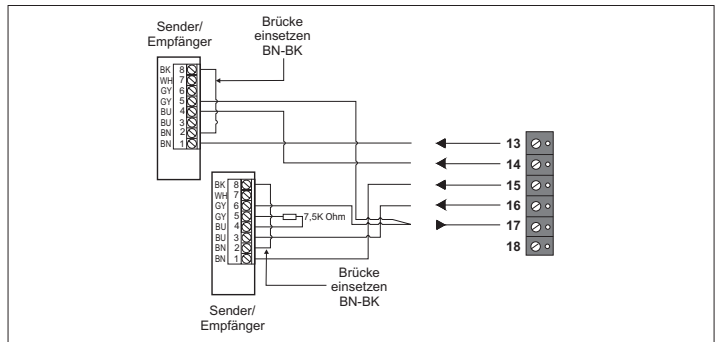 Sender/
Empfänger
Brücke
einsetzen
BN-BK
BK 8
WH 7
GY 6
GY 5
BU 4
BU 3
BN 2
BN 1
13
14
15
16
17
18
BK 8
WH 7
GY 6
GY 5
BU 4
BU 3
BN 2
BN 1
7,5K Ohm
Brücke
einsetzen
BN-BK
Sender/
Empfänger